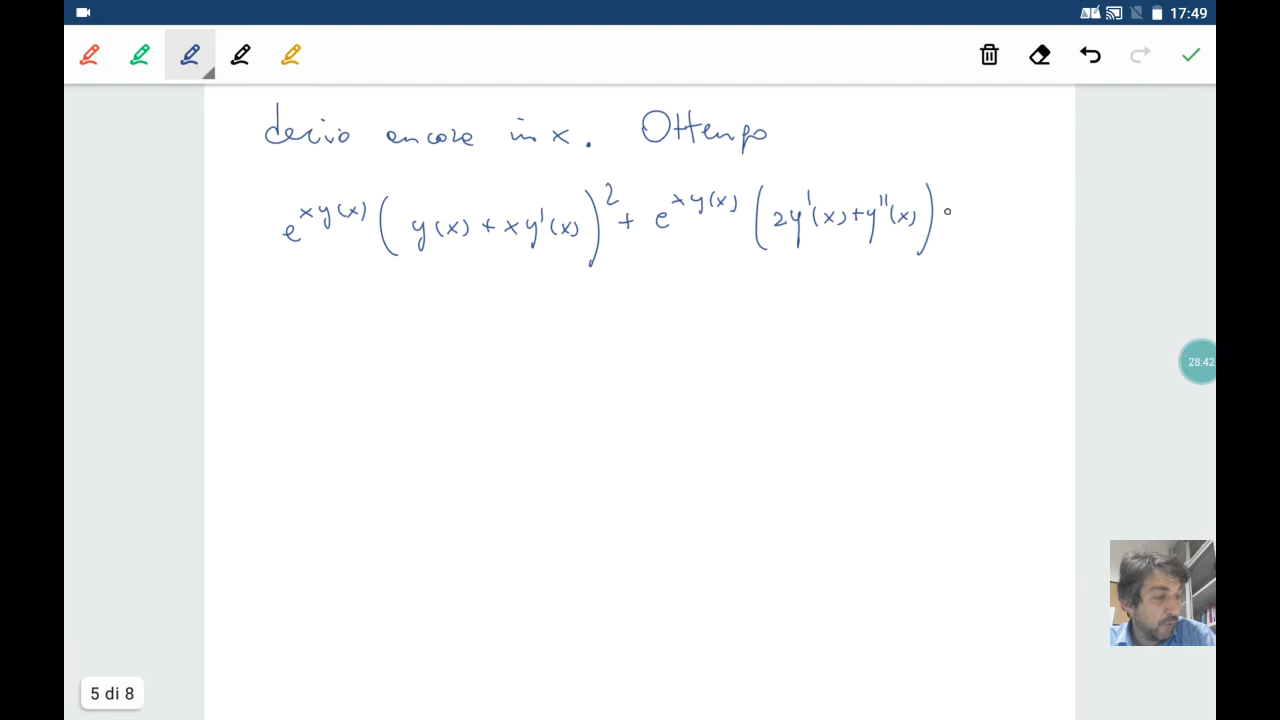 17:49
derivo ancora in x. Ottengo
e^{xy(x)} (y(x) + xy'(x))^2 + e^{xy(x)} (2y'(x)+y''(x))
28:42
5 di 8